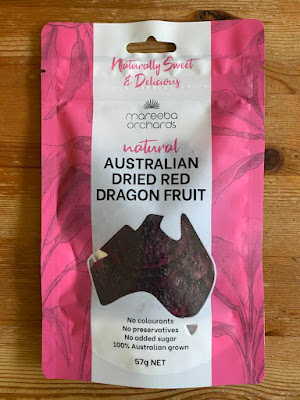 Naturally Sweet
& Delicious
mareeba
orchards
natural
AUSTRALIAN
DRIED RED
DRAGON FRUIT
No colourants
No preservatives
No added sugar
100% Australian grown
57g NET